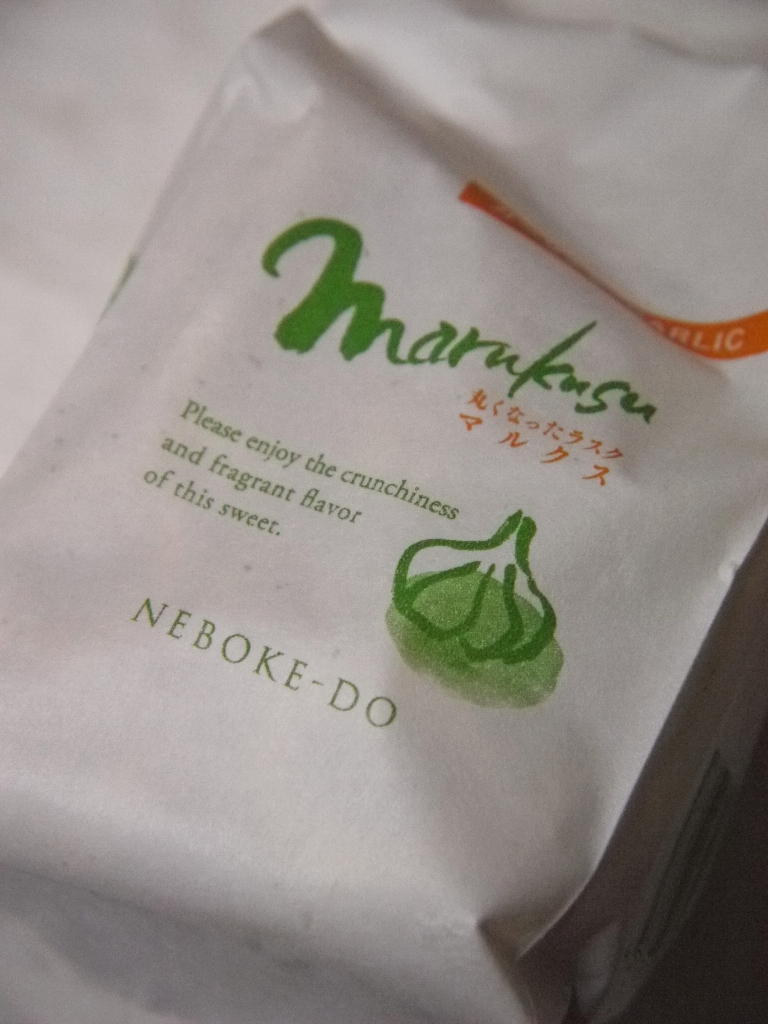 marukusu
丸くなったラスク
マルクス
Please enjoy the crunchiness
and fragrant flavor
of this sweet.
NEBOKE-DO